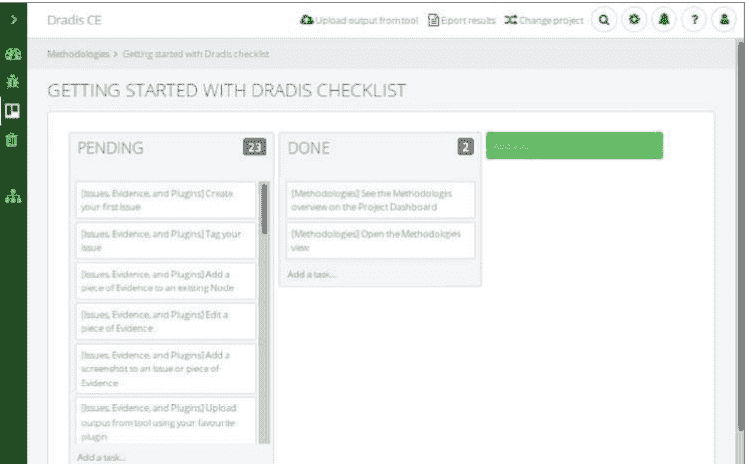 Dradis CE
Upload output from tool
Eport results
Change project
?
Methodologies > Getting started with Dradis checklist
GETTING STARTED WITH DRADIS CHECKLIST
PENDING
23
[Issues, Evidence, and Plugins] Create
your first Issue
[Issues, Evidence, and Plugins] Tag your
Issue
[Issues, Evidence, and Plugins] Add a
piece of Evidence to an existing Node
[Issues, Evidence, and Plugins] Edit a
piece of Evidence
[Issues, Evidence, and Plugins] Add a
screenshot to an Issue or piece of
Evidence
[Issues, Evidence, and Plugins] Upload
output from tool using your favourite
plugin
Add a task...
DONE
2
[Methodologies] See the Methodologis
overview on the Project Dashboard
[Methodologies] Open the Methodologies
view
Add a task...